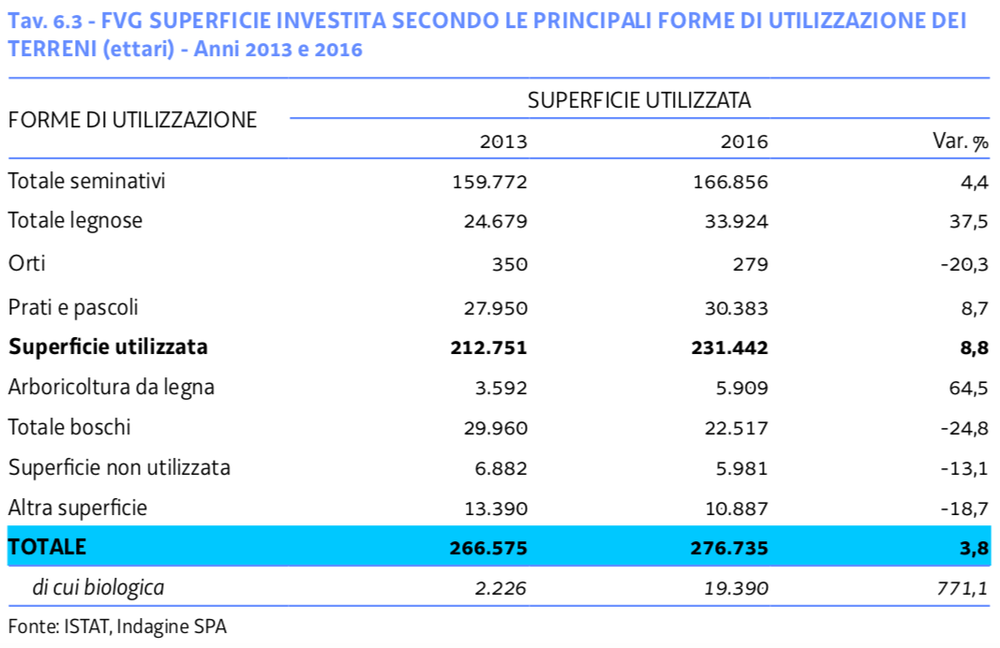 Tav. 6.3 - FVG SUPERFICIE INVESTITA SECONDO LE PRINCIPALI FORME DI UTILIZZAZIONE DEI
TERRENI (ettari) - Anni 2013 e 2016
FORME DI UTILIZZAZIONE SUPERFICIE UTILIZZATA
2013 2016 Var. %
Totale seminativi 159.772 166.856 4,4
Totale legnose 24.679 33.924 37,5
Orti 350 279 -20,3
Prati e pascoli 27.950 30.383 8,7
Superficie utilizzata 212.751 231.442 8,8
Arboricoltura da legna 3.592 5.909 64,5
Totale boschi 29.960 22.517 -24,8
Superficie non utilizzata 6.882 5.981 -13,1
Altra superficie 13.390 10.887 -18,7
TOTALE 266.575 276.735 3,8
di cui biologica 2.226 19.390 771,1
Fonte: ISTAT, Indagine SPA